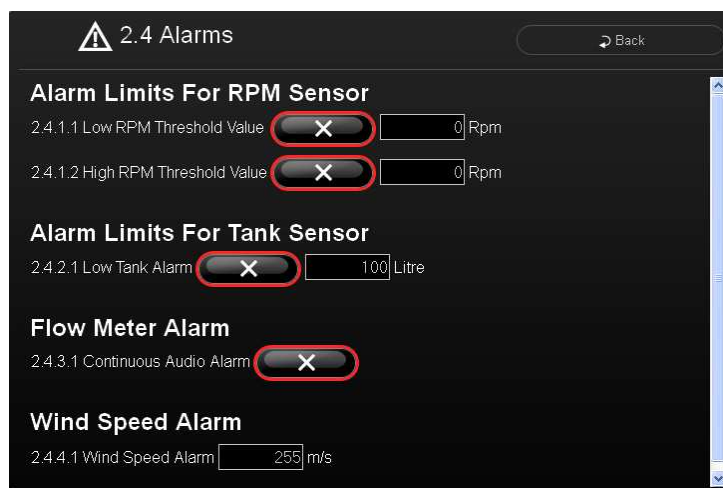 2.4 Alarms
Back
Alarm Limits For RPM Sensor
2.4.1.1 Low RPM Threshold Value 0 Rpm
2.4.1.2 High RPM Threshold Value 0 Rpm
Alarm Limits For Tank Sensor
2.4.2.1 Low Tank Alarm 100 Litre
Flow Meter Alarm
2.4.3.1 Continuous Audio Alarm
Wind Speed Alarm
2.4.4.1 Wind Speed Alarm 255 m/s